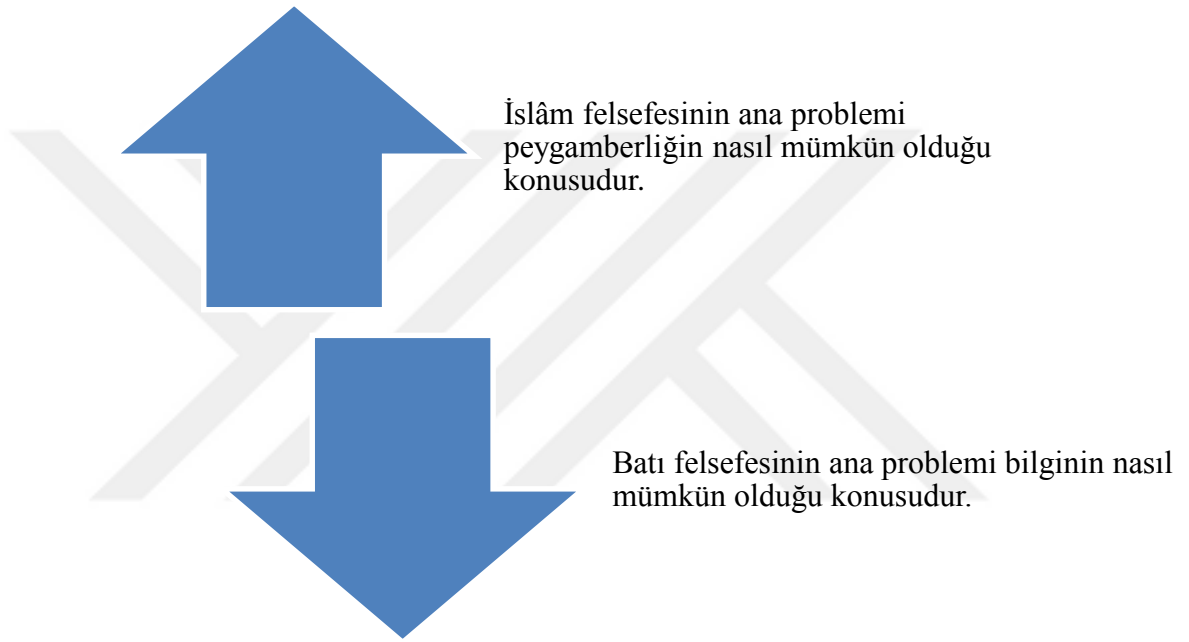 İslâm felsefesinin ana problemi
peygamberliğin nasıl mümkün olduğu
konusudur.
Batı felsefesinin ana problemi bilginin nasıl
mümkün olduğu konusudur.